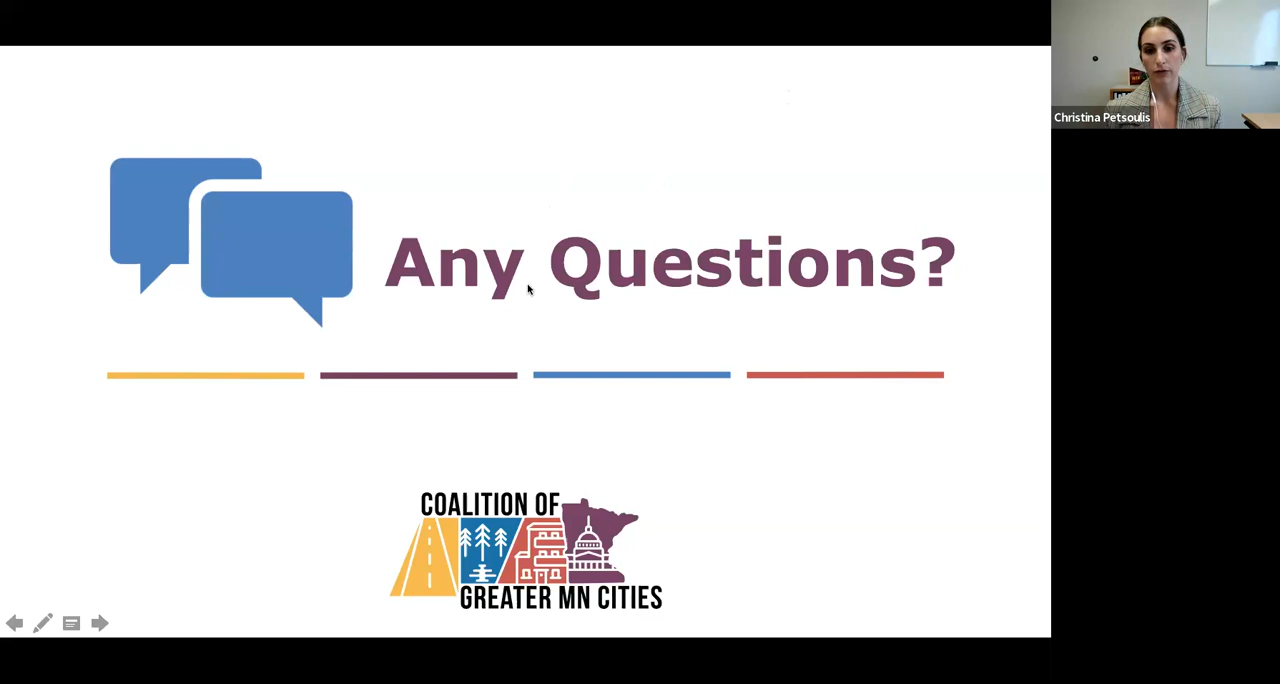 Christina Petsoulis
Any Questions?
COALITION OF
GREATER MN CITIES